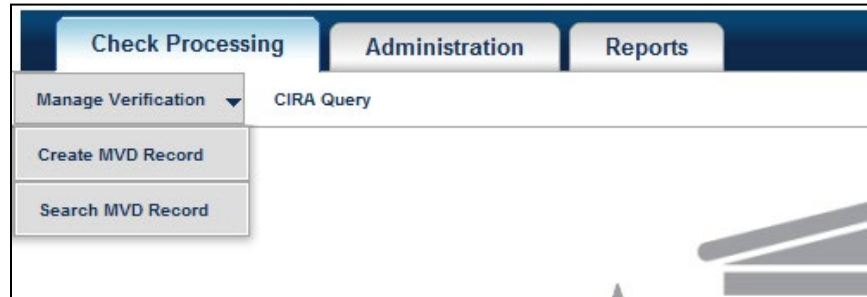 Check Processing Administration Reports
Manage Verification CIRA Query
Create MVD Record
Search MVD Record